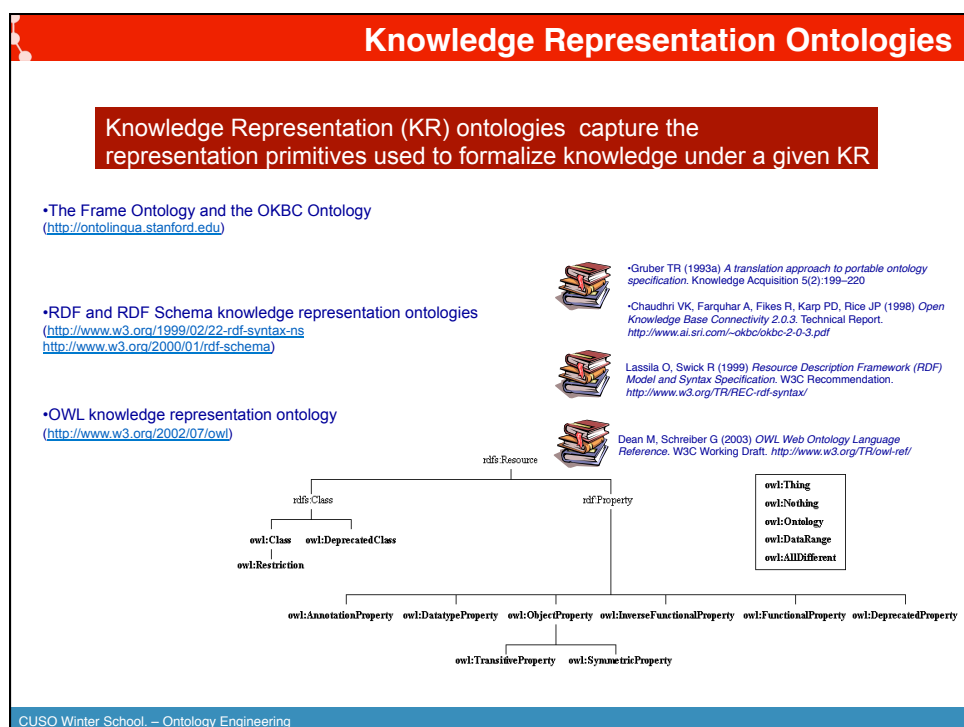 Knowledge Representation Ontologies
Knowledge Representation (KR) ontologies capture the
representation primitives used to formalize knowledge under a given KR
•The Frame Ontology and the OKBC Ontology
(http://ontolingua.stanford.edu)
•Gruber TR (1993a) A translation approach to portable ontology
specification. Knowledge Acquisition 5(2):199–220
•Chaudhri VK, Farquhar A, Fikes R, Karp PD, Rice JP (1998) Open
Knowledge Base Connectivity 2.0.3. Technical Report.
http://www.ai.sri.com/~okbc/okbc-2-0-3.pdf
•RDF and RDF Schema knowledge representation ontologies
(http://www.w3.org/1999/02/22-rdf-syntax-ns
http://www.w3.org/2000/01/rdf-schema)
Lassila O, Swick R (1999) Resource Description Framework (RDF)
Model and Syntax Specification. W3C Recommendation.
http://www.w3.org/TR/REC-rdf-syntax/
•OWL knowledge representation ontology
(http://www.w3.org/2002/07/owl)
Dean M, Schreiber G (2003) OWL Web Ontology Language
Reference. W3C Working Draft. http://www.w3.org/TR/owl-ref/
rdfs:Resource
rdfs:Class rdf:Property
owl:Class owl:DeprecatedClass
owl:Restriction
owl:Thing
owl:Nothing
owl:Ontology
owl:DataRange
owl:AllDifferent
owl:AnnotationProperty owl:DatatypeProperty owl:ObjectProperty owl:InverseFunctionalProperty owl:FunctionalProperty owl:DeprecatedProperty
owl:TransitiveProperty owl:SymmetricProperty
CUSO Winter School. – Ontology Engineering